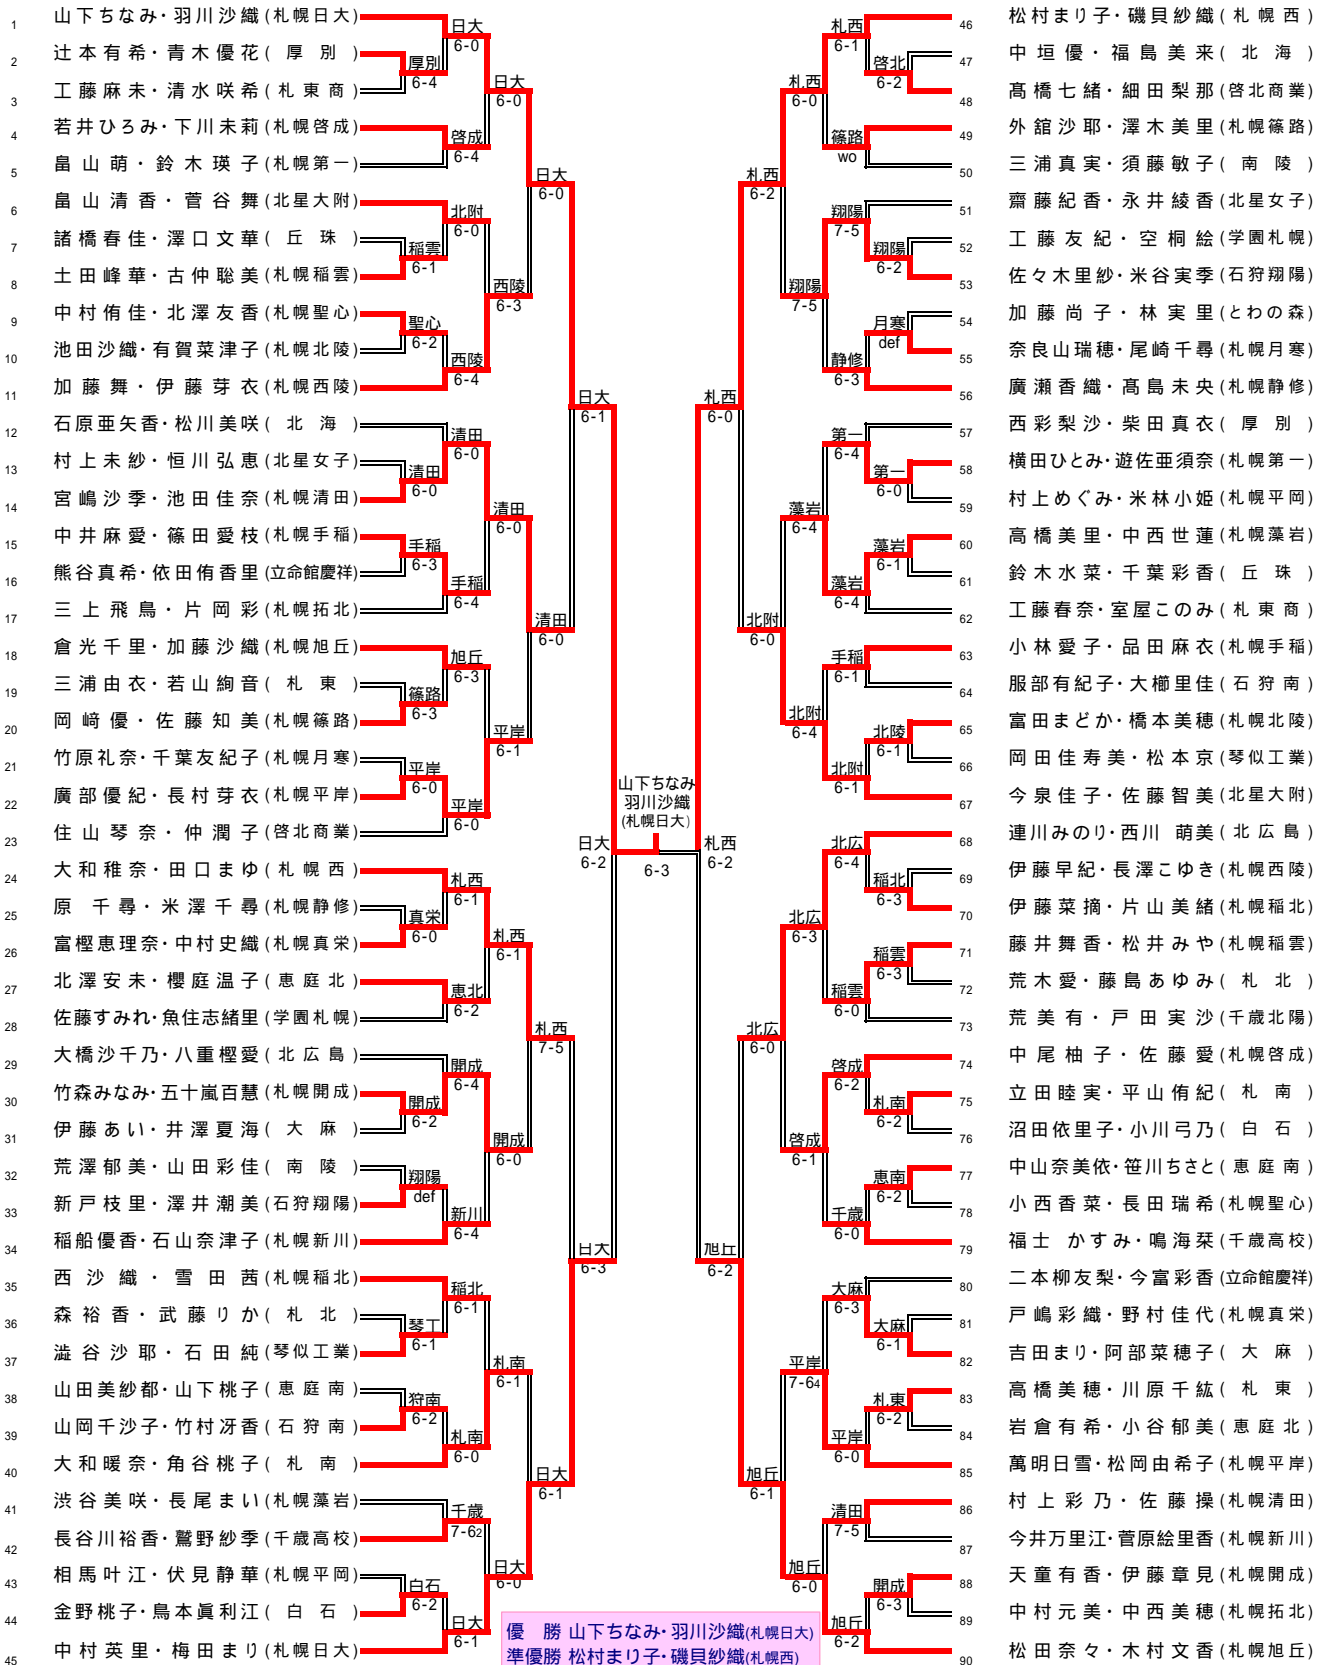 1 山下ちなみ・羽川沙織(札幌日大)
2 辻本有希・青木優花(厚別)
3 工藤麻未・清水咲希(札東商)
4 若井ひろみ・下川未莉(札幌啓成)
5 畠山萌・鈴木瑛子(札幌第一)
6 畠山清香・菅谷舞(北星大附)
7 諸橋春佳・澤口文華(丘珠)
8 土田峰華・古仲聡美(札幌稲雲)
9 中村侑佳・北澤友香(札幌聖心)
10 池田沙織・有賀菜津子(札幌北陵)
11 加藤舞・伊藤芽衣(札幌西陵)
12 石原亜矢香・松川美咲(北海)
13 村上未紗・恒川弘恵(北星女子)
14 宮嶋沙季・池田佳奈(札幌清田)
15 中井麻愛・篠田愛枝(札幌手稲)
16 熊谷真希・依田侑香里(立命館慶祥)
17 三上飛鳥・片岡彩(札幌拓北)
18 倉光千里・加藤沙織(札幌旭丘)
19 三浦由衣・若山絢音(札東)
20 岡﨑優・佐藤知美(札幌篠路)
21 竹原礼奈・千葉友紀子(札幌月寒)
22 廣部優紀・長村芽衣(札幌平岸)
23 住山琴奈・仲潤子(啓北商業)
24 大和稚奈・田口まゆ(札幌西)
25 原 千尋・米澤千尋(札幌静修)
26 富樫恵理奈・中村史織(札幌真栄)
27 北澤安未・櫻庭温子(恵庭北)
28 佐藤すみれ・魚住志緒里(学園札幌)
29 大橋沙千乃・八重樫愛(北広島)
30 竹森みなみ・五十嵐百慧(札幌開成)
31 伊藤あい・井澤夏海(大麻)
32 荒澤郁美・山田彩佳(南陵)
33 新戸枝里・澤井潮美(石狩翔陽)
34 稲船優香・石山奈津子(札幌新川)
35 西沙織・雪田茜(札幌稲北)
36 森裕香・武藤りか(札北)
37 澁谷沙耶・石田純(琴似工業)
38 山田美紗都・山下桃子(恵庭南)
39 山岡千沙子・竹村冴香(石狩南)
40 大和暖奈・角谷桃子(札南)
41 渋谷美咲・長尾まい(札幌藻岩)
42 長谷川裕香・鷲野紗季(千歳高校)
43 相馬叶江・伏見静華(札幌平岡)
44 金野桃子・鳥本眞利江(白石)
45 中村英里・梅田まり(札幌日大)
厚別 6-4
稲雲 6-1
聖心 6-2
清田 6-0
手稲 6-3
篠路 6-3
平岸 6-0
真栄 6-0
開成 6-2
翔陽 def
琴工 6-1
狩南 6-2
白石 6-2
日大 6-0
啓成 6-4
北附 6-0
西陵 6-4
清田 6-0
手稲 6-4
旭丘 6-3
平岸 6-0
札西 6-1
恵北 6-2
開成 6-4
新川 6-4
稲北 6-1
札南 6-0
千歳 7-62
日大 6-1
日大 6-0
西陵 6-3
清田 6-0
平岸 6-1
札西 6-1
開成 6-0
札南 6-1
日大 6-0
日大 6-0
清田 6-0
札西 7-5
日大 6-1
日大 6-1
日大 6-3
日大 6-2
山下ちなみ
羽川沙織
(札幌日大)
6-3
札西 6-2
札西 6-0
旭丘 6-2
札西 6-2
北附 6-0
北広 6-0
旭丘 6-1
札西 6-0
翔陽 7-5
藻岩 6-4
北附 6-4
北広 6-3
啓成 6-1
平岸 7-64
旭丘 6-0
札西 6-1
篠路 wo
翔陽 7-5
静修 6-3
第一 6-4
藻岩 6-4
手稲 6-1
北附 6-1
北広 6-4
稲雲 6-0
啓成 6-2
千歳 6-0
大麻 6-3
平岸 6-0
清田 7-5
旭丘 6-2
啓北 6-2
翔陽 6-2
月寒 def
第一 6-0
藻岩 6-1
北陵 6-1
稲北 6-3
稲雲 6-3
札南 6-2
恵南 6-2
大麻 6-1
札東 6-2
開成 6-3
46 松村まり子・磯貝紗織(札幌西)
47 中垣優・福島美来(北海)
48 髙橋七緒・細田梨那(啓北商業)
49 外舘沙耶・澤木美里(札幌篠路)
50 三浦真実・須藤敏子(南陵)
51 齋藤紀香・永井綾香(北星女子)
52 工藤友紀・空桐絵(学園札幌)
53 佐々木里紗・米谷実季(石狩翔陽)
54 加藤尚子・林実里(とわの森)
55 奈良山瑞穂・尾崎千尋(札幌月寒)
56 廣瀬香織・髙島未央(札幌静修)
57 西彩梨沙・柴田真衣(厚別)
58 横田ひとみ・遊佐亜須奈(札幌第一)
59 村上めぐみ・米林小姫(札幌平岡)
60 高橋美里・中西世蓮(札幌藻岩)
61 鈴木水菜・千葉彩香(丘珠)
62 工藤春奈・室屋このみ(札東商)
63 小林愛子・品田麻衣(札幌手稲)
64 服部有紀子・大櫛里佳(石狩南)
65 富田まどか・橋本美穂(札幌北陵)
66 岡田佳寿美・松本京(琴似工業)
67 今泉佳子・佐藤智美(北星大附)
68 連川みのり・西川 萌美(北広島)
69 伊藤早紀・長澤こゆき(札幌西陵)
70 伊藤菜摘・片山美緒(札幌稲北)
71 藤井舞香・松井みや(札幌稲雲)
72 荒木愛・藤島あゆみ(札北)
73 荒美有・戸田実沙(千歳北陽)
74 中尾柚子・佐藤愛(札幌啓成)
75 立田睦実・平山侑紀(札南)
76 沼田依里子・小川弓乃(白石)
77 中山奈美依・笹川ちさと(恵庭南)
78 小西香菜・長田瑞希(札幌聖心)
79 福士 かすみ・鳴海栞(千歳高校)
80 二本柳友梨・今富彩香(立命館慶祥)
81 戸嶋彩織・野村佳代(札幌真栄)
82 吉田まり・阿部菜穂子(大麻)
83 高橋美穂・川原千紘(札東)
84 岩倉有希・小谷郁美(恵庭北)
85 萬明日雪・松岡由希子(札幌平岸)
86 村上彩乃・佐藤操(札幌清田)
87 今井万里江・菅原絵里香(札幌新川)
88 天童有香・伊藤章見(札幌開成)
89 中村元美・中西美穂(札幌拓北)
90 松田奈々・木村文香(札幌旭丘)
優 勝 山下ちなみ・羽川沙織(札幌日大)
準優勝 松村まり子・磯貝紗織(札幌西)